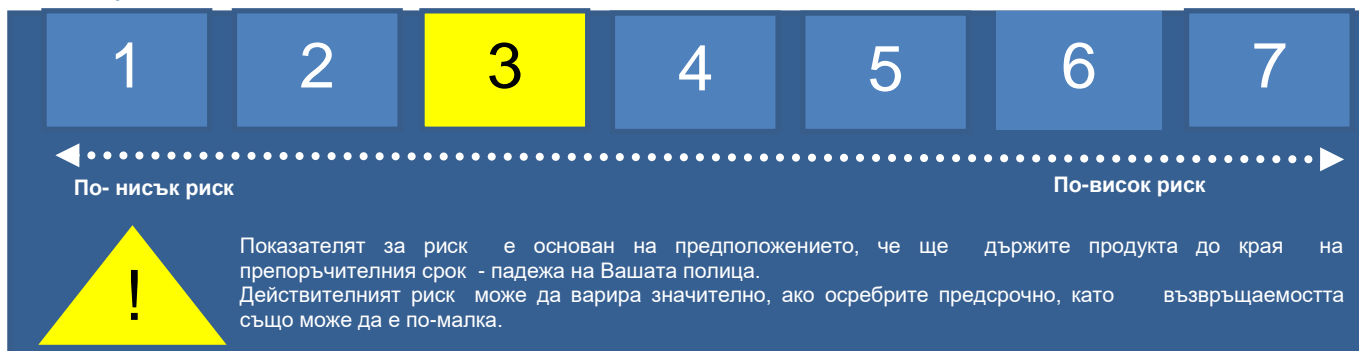 1 2 3 4 5 6 7
По- нисък риск По-висок риск
! Показателят за риск е основан на предположението, че ще държите продукта до края на
препоръчителния срок - падежа на Вашата полица.
Действителният риск може да варира значително, ако осребрите предсрочно, като възвръщаемостта
също може да е по-малка.